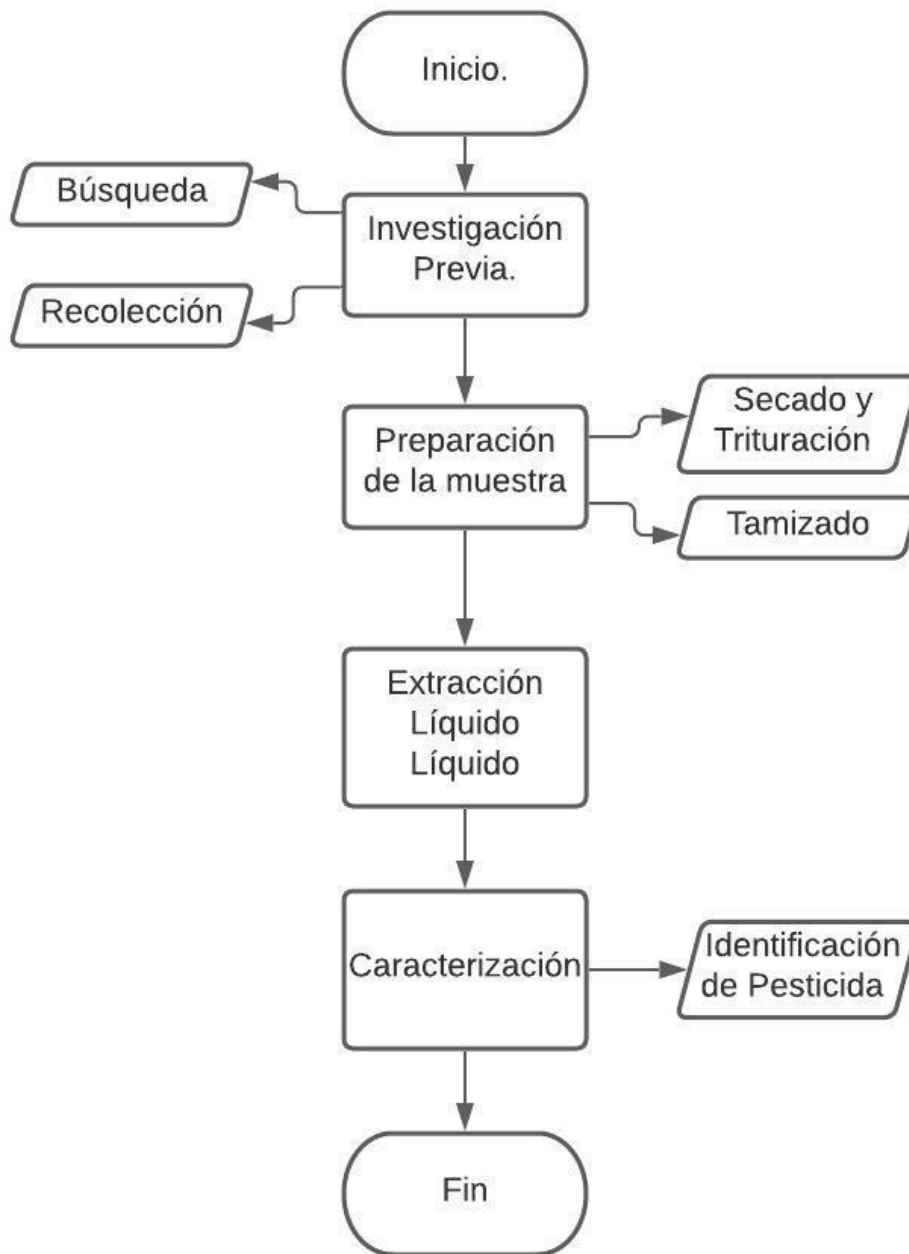 Inicio.
Búsqueda
Investigación
Previa.
Recolección
Preparación
de la muestra
Secado y
Trituración
Tamizado
Extracción
Líquido
Líquido
Caracterización
Identificación
de Pesticida
Fin